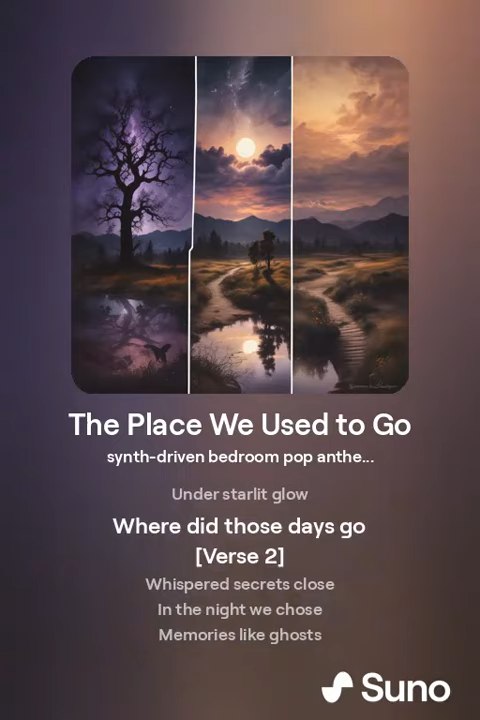 The Place We Used to Go
synth-driven bedroom pop anthe...
Under starlit glow
Where did those days go
[Verse 2]
Whispered secrets close
In the night we chose
Memories like ghosts
Suno